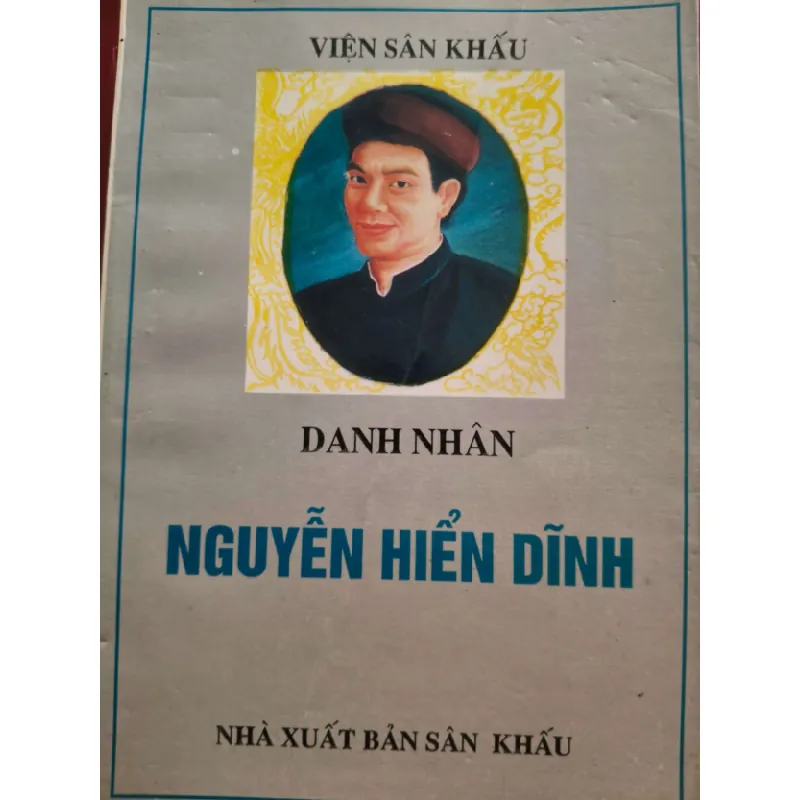 VIỆN SÂN KHẤU
DANH NHÂN
NGUYỄN HIỂN DĨNH
NHÀ XUẤT BẢN SÂN KHẤU